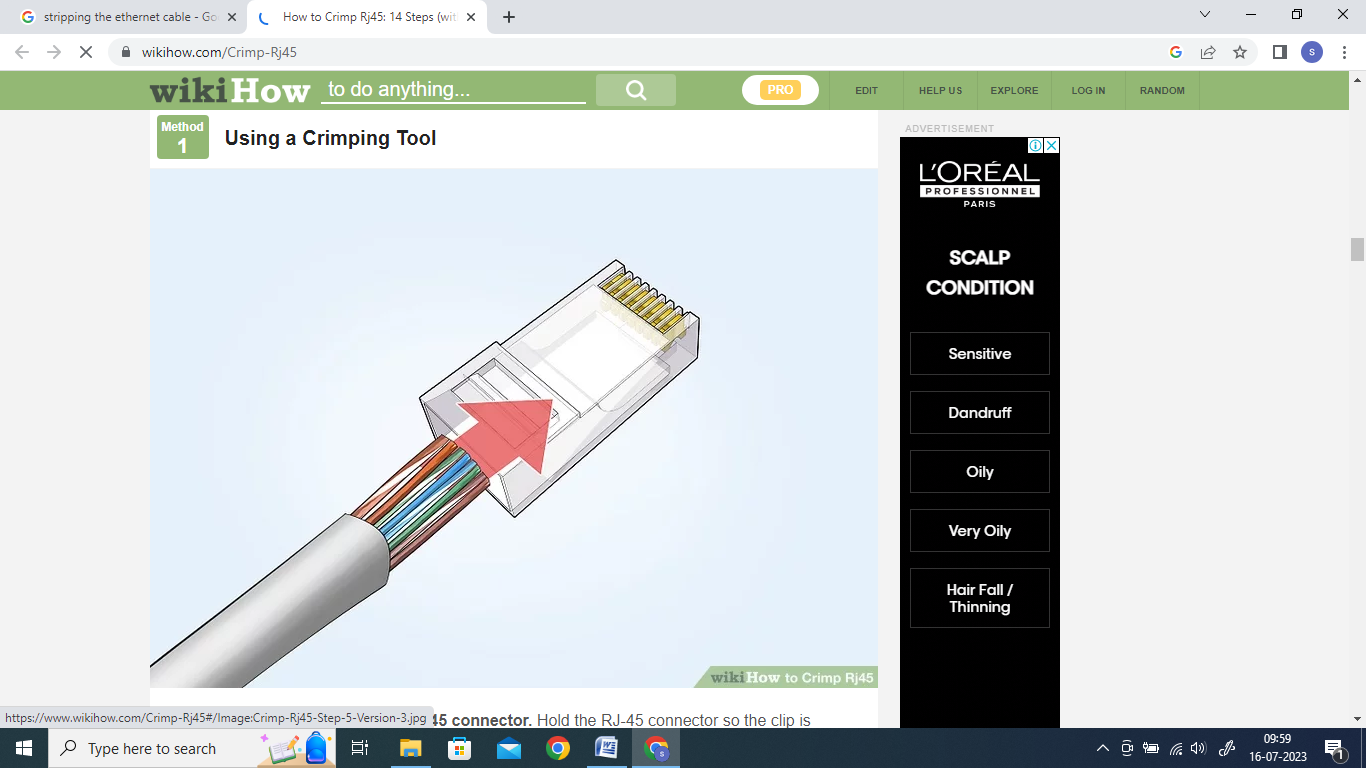 stripping the ethernet cable - Go
How to Crimp Rj45: 14 Steps (wit
wikihow.com/Crimp-Rj45
S
wikiHow to do anything...
PRO
EDIT
HELP US
EXPLORE
LOG IN
RANDOM
Method
1
Using a Crimping Tool
ADVERTISEMENT
L'ORÉAL
PROFESSIONNEL
PARIS
SCALP
CONDITION
Sensitive
Dandruff
Oily
Very Oily
Hair Fall /
Thinning
wikiHow to Crimp Rj45
https://www.wikihow.com/Crimp-Rj45#/Image:Crimp-Rj45-Step-5-Version-3.jpg
45 connector. Hold the RJ-45 connector so the clip is
Type here to search
W
S
09:59
16-07-2023
1